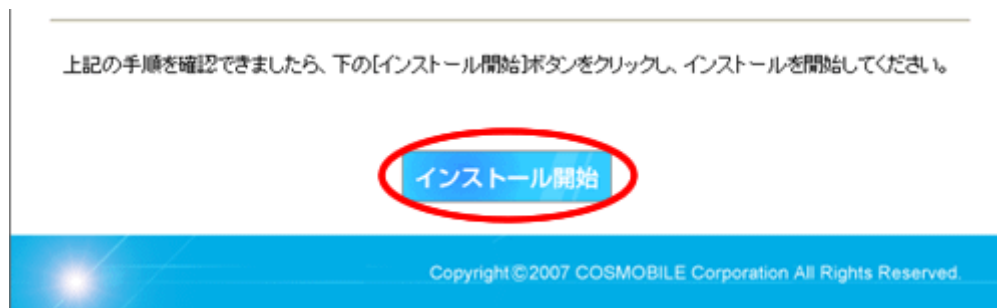 上記の手順を確認できましたら、下の[インストール開始]ボタンをクリックし、インストールを開始してください。
インストール開始
Copyright©2007 COSMOBILE Corporation All Rights Reserved.